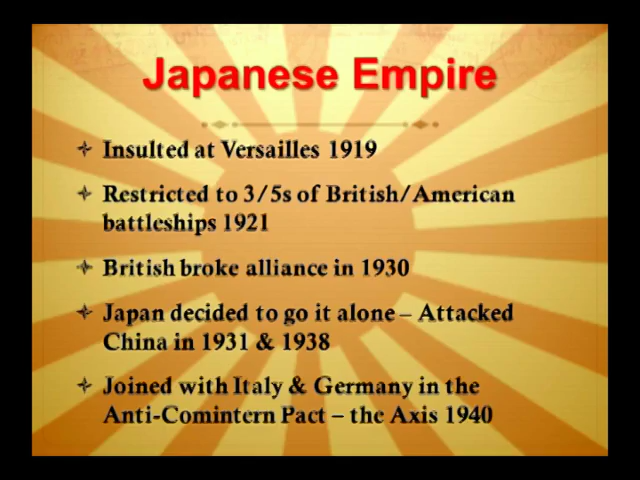 Japanese Empire
Insulted at Versailles 1919
Restricted to 3/5s of British/American
battleships 1921
British broke alliance in 1930
Japan decided to go it alone – Attacked
China in 1931 & 1938
Joined with Italy & Germany in the
Anti-Comintern Pact – the Axis 1940